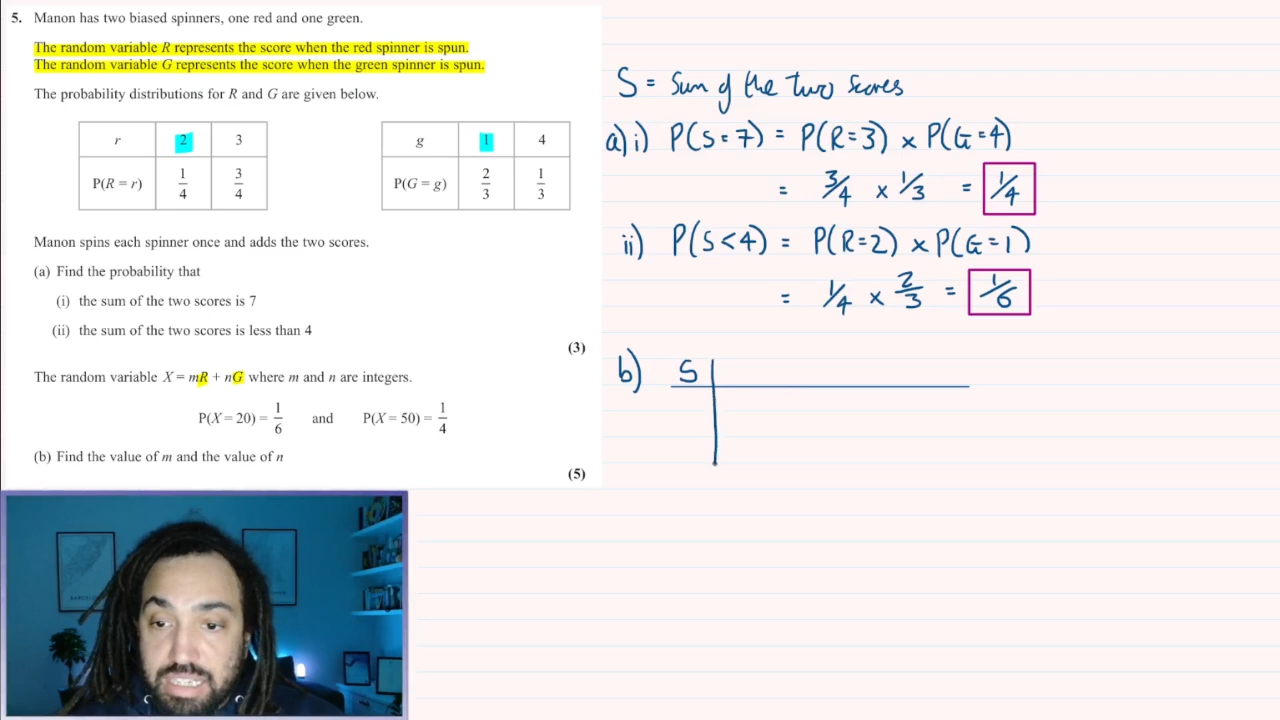 5. Manon has two biased spinners, one red and one green.
The random variable R represents the score when the red spinner is spun.
The random variable G represents the score when the green spinner is spun.
The probability distributions for R and G are given below.
r 2 3
P(R = r) 1/4 3/4
g 1 4
P(G = g) 2/3 1/3
Manon spins each spinner once and adds the two scores.
(a) Find the probability that
(i) the sum of the two scores is 7
(ii) the sum of the two scores is less than 4
(3)
The random variable X = mR + nG where m and n are integers.
P(X = 20) = 1/6 and P(X = 50) = 1/4
(b) Find the value of m and the value of n
(5)
S = Sum of the two scores
a) i) P(S = 7) = P(R = 3) × P(G = 4)
= 3/4 × 1/3 = 1/4
ii) P(S < 4) = P(R = 2) × P(G = 1)
= 1/4 × 2/3 = 1/6
b) S